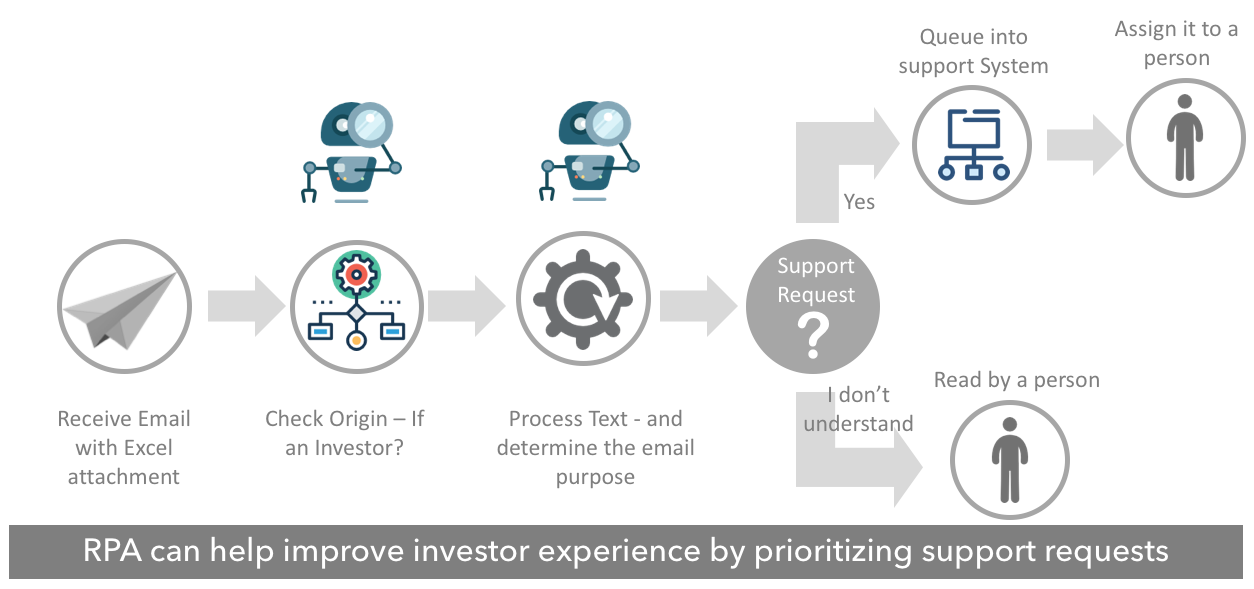 Queue into
support System
Assign it to a
person
Yes
Support
Request
?
I don’t
understand
Read by a person
Receive Email
with Excel
attachment
Check Origin – If
an Investor?
Process Text - and
determine the email
purpose
RPA can help improve investor experience by prioritizing support requests